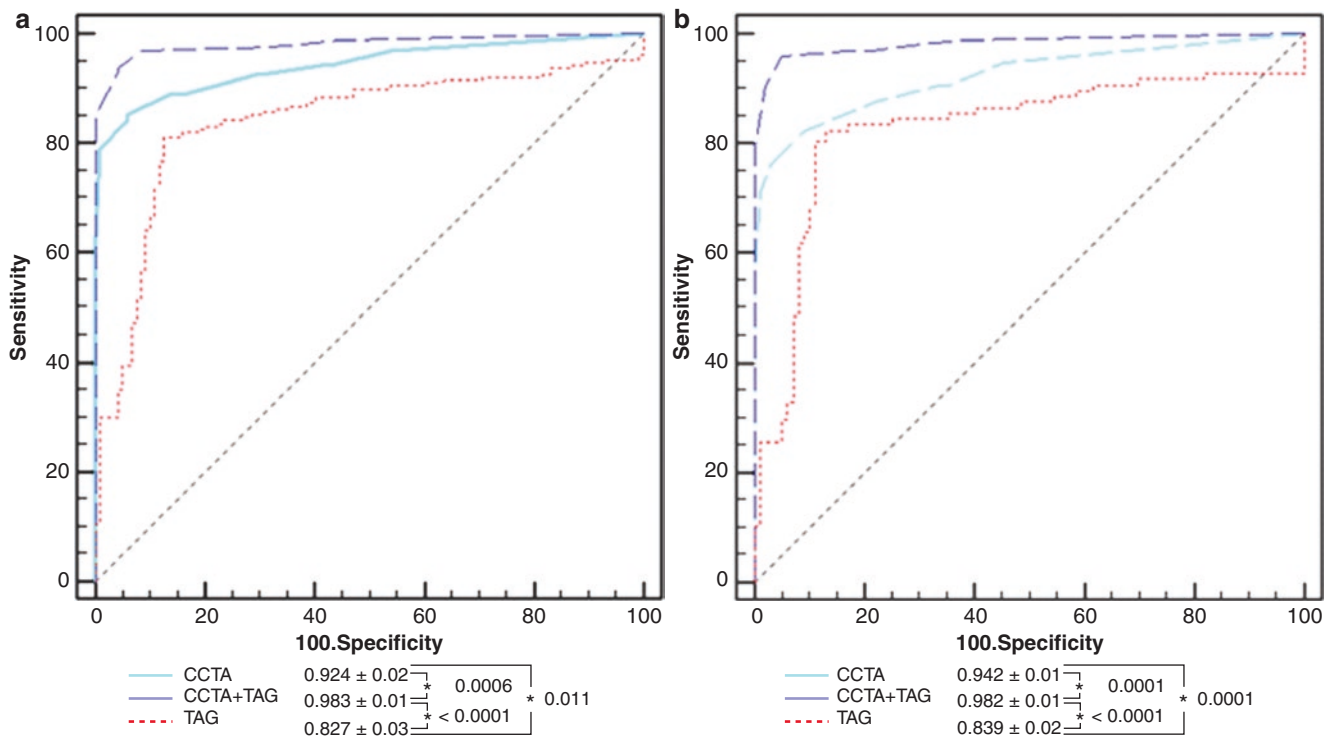 a
100
80
60
40
20
0
Sensitivity
0 20 40 60 80 100
100.Specificity
CCTA 0.924 ± 0.02
* 0.0006
CCTA+TAG 0.983 ± 0.01
* 0.011
* < 0.0001
TAG 0.827 ± 0.03
b
100
80
60
40
20
0
Sensitivity
0 20 40 60 80 100
100.Specificity
CCTA 0.942 ± 0.01
* 0.0001
CCTA+TAG 0.982 ± 0.01
* 0.0001
* < 0.0001
TAG 0.839 ± 0.02